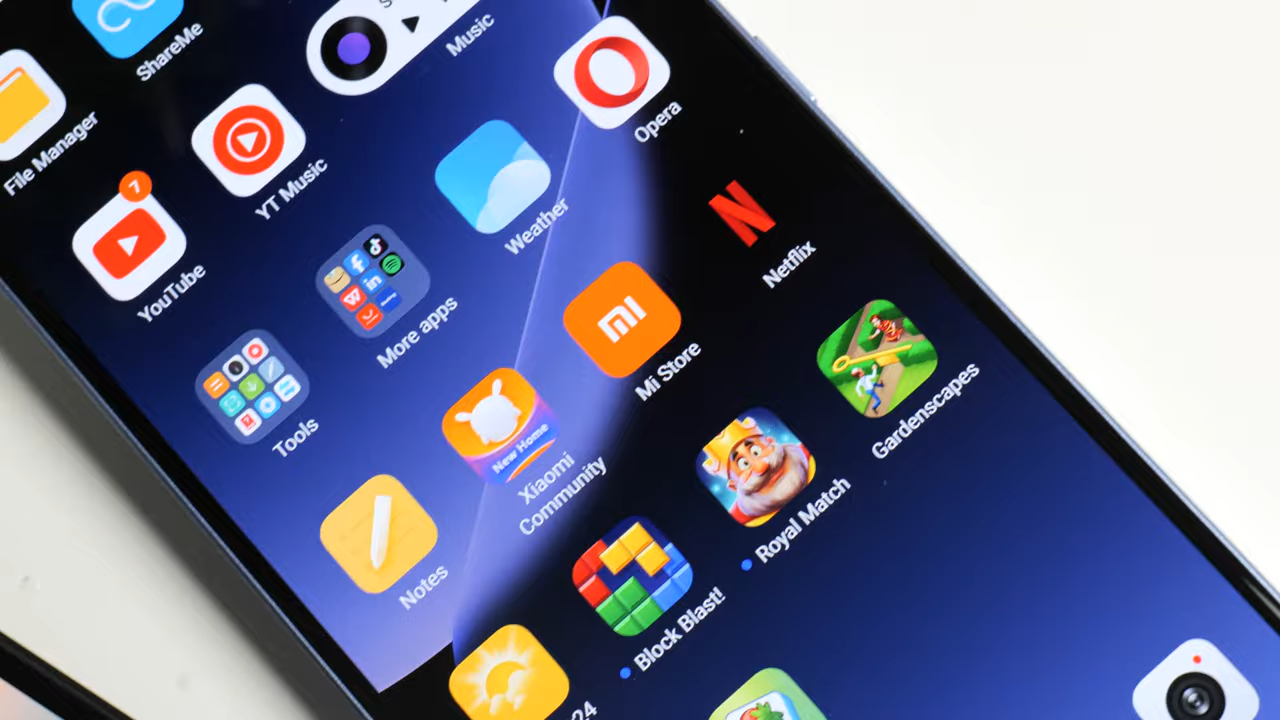 ShareMe
Music
File Manager
YT Music
Opera
7
YouTube
Weather
N
Netflix
More apps
Mi Store
Tools
New Home
Xiaomi
Community
Gardenscapes
Notes
Royal Match
Block Blast!
24